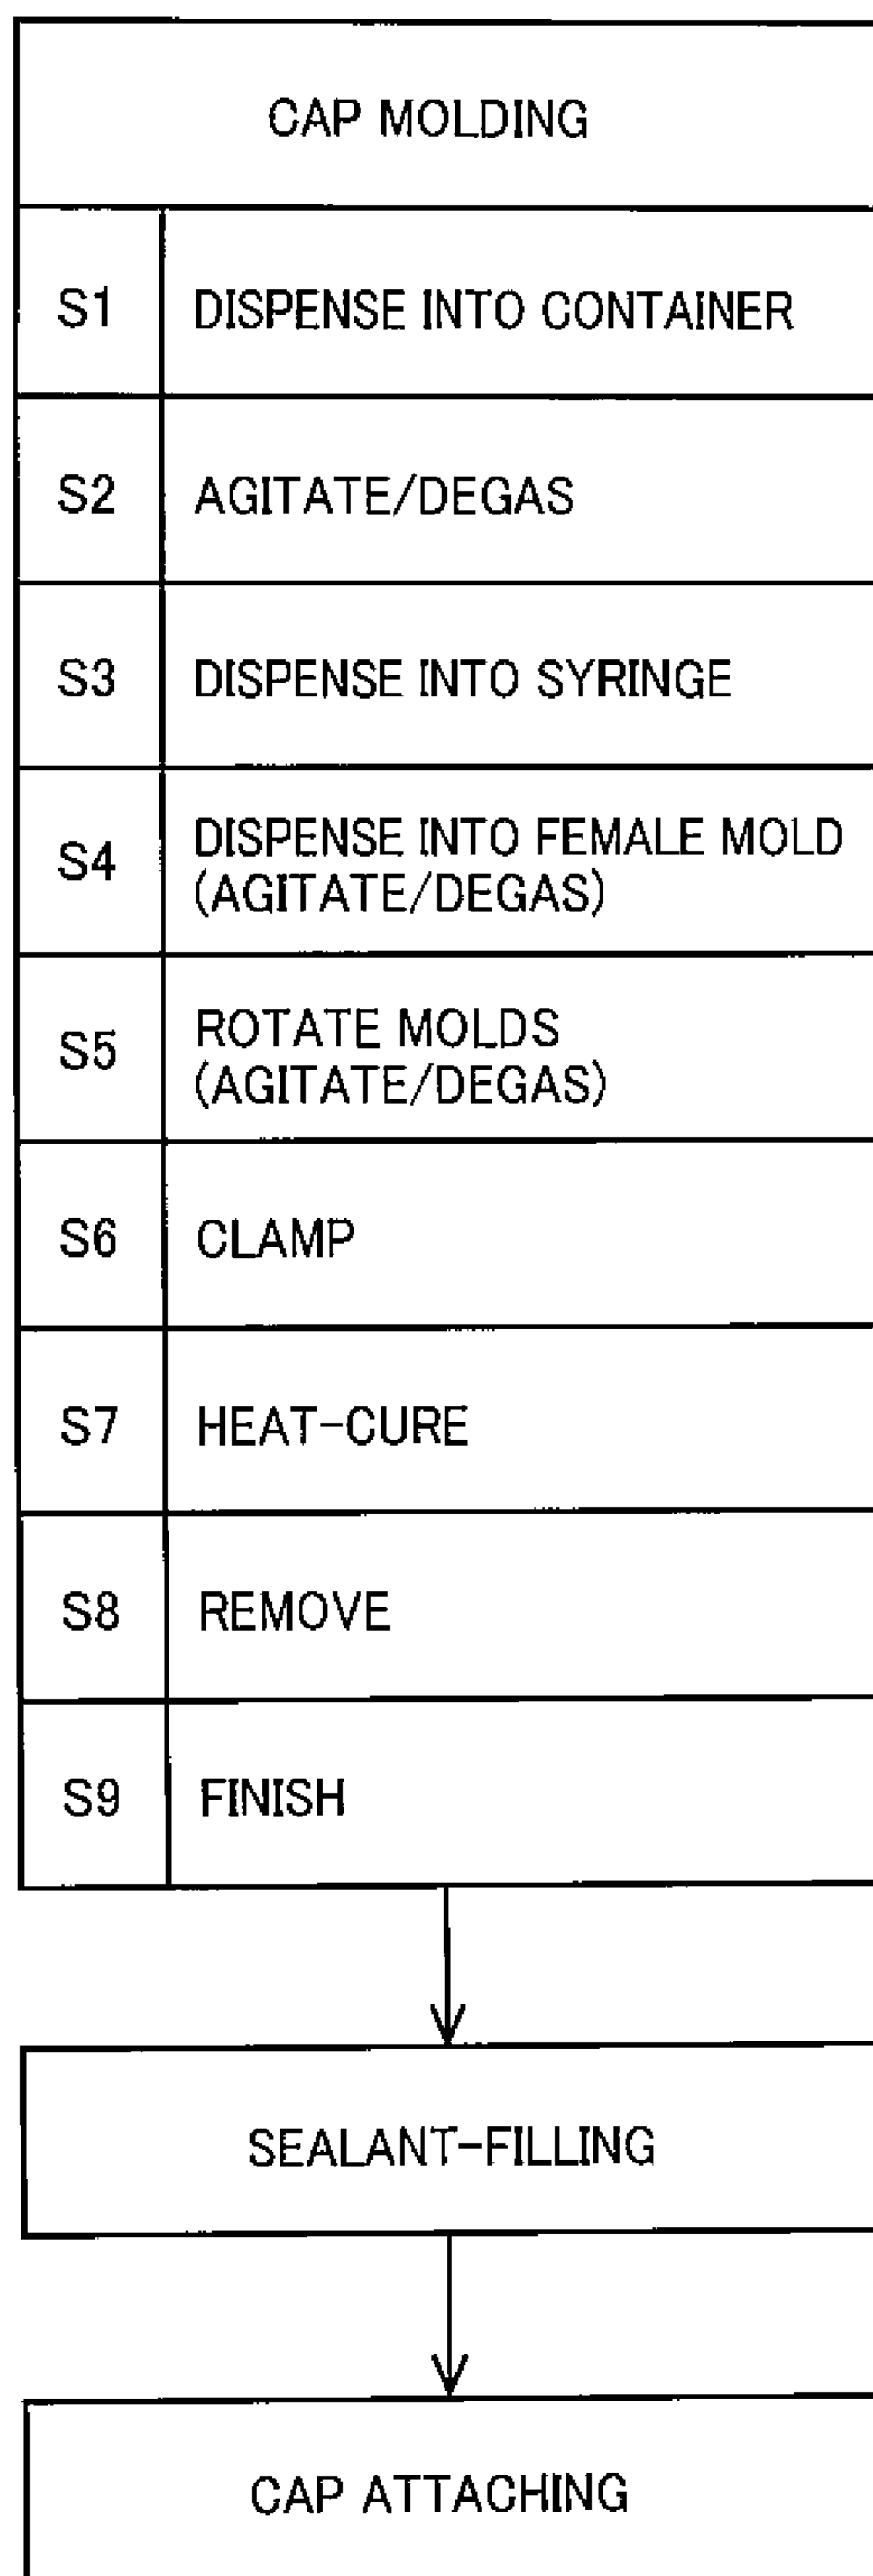 CAP MOLDING
S1 DISPENSE INTO CONTAINER
S2 AGITATE/DEGAS
S3 DISPENSE INTO SYRINGE
S4 DISPENSE INTO FEMALE MOLD
(AGITATE/DEGAS)
S5 ROTATE MOLDS
(AGITATE/DEGAS)
S6 CLAMP
S7 HEAT-CURE
S8 REMOVE
S9 FINISH
SEALANT-FILLING
CAP ATTACHING